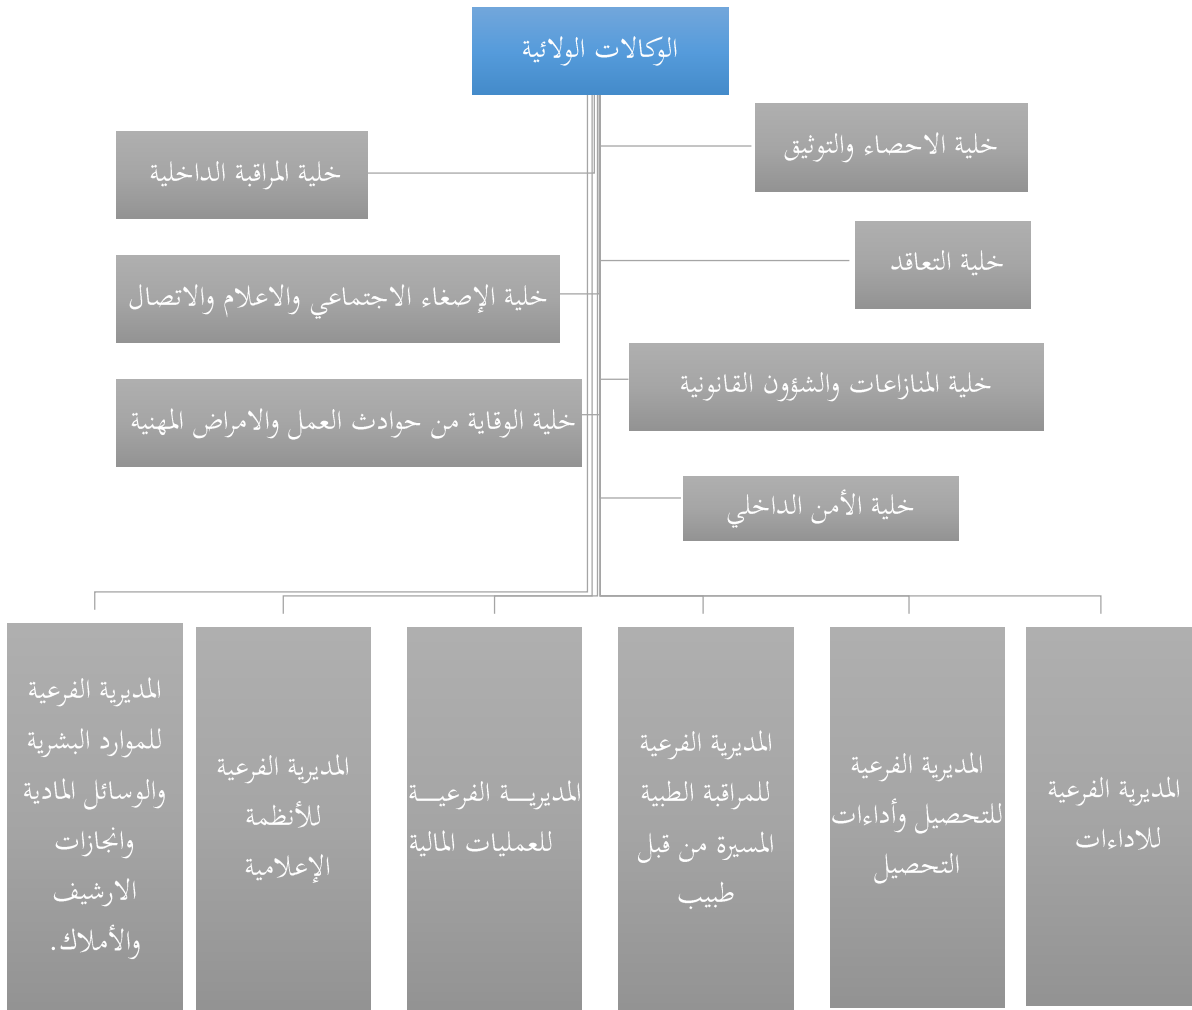 الوكالات الولائية
خلية الاحصاء والتوثيق
خلية المراقبة الداخلية
خلية التعاقد
خلية الإصغاء الاجتماعي والاعلام والاتصال
خلية المنازاعات والشؤون القانونية
خلية الوقاية من حوادث العمل والامراض المهنية
خلية الأمن الداخلي
المديرية الفرعية
للاداءات
المديرية الفرعية
للتحصيل وأداءات
التحصيل
المديرية الفرعية
للمراقبة الطبية
المسيرة من قبل
طبيب
المديريـــة الفرعيـــة
للعمليات المالية
المديرية الفرعية
للأنظمة
الإعلامية
المديرية الفرعية
للموارد البشرية
والوسائل المادية
وانجازات
الارشيف
والأملاك.